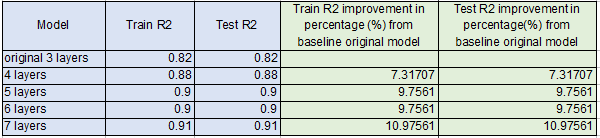 Model Train R2 Test R2 Train R2 improvement in percentage (%) from baseline original model Test R2 improvement in percentage(%) from baseline original model
original 3 layers 0.82 0.82
4 layers 0.88 0.88 7.31707 7.31707
5 layers 0.9 0.9 9.7561 9.7561
6 layers 0.9 0.9 9.7561 9.7561
7 layers 0.91 0.91 10.97561 10.97561